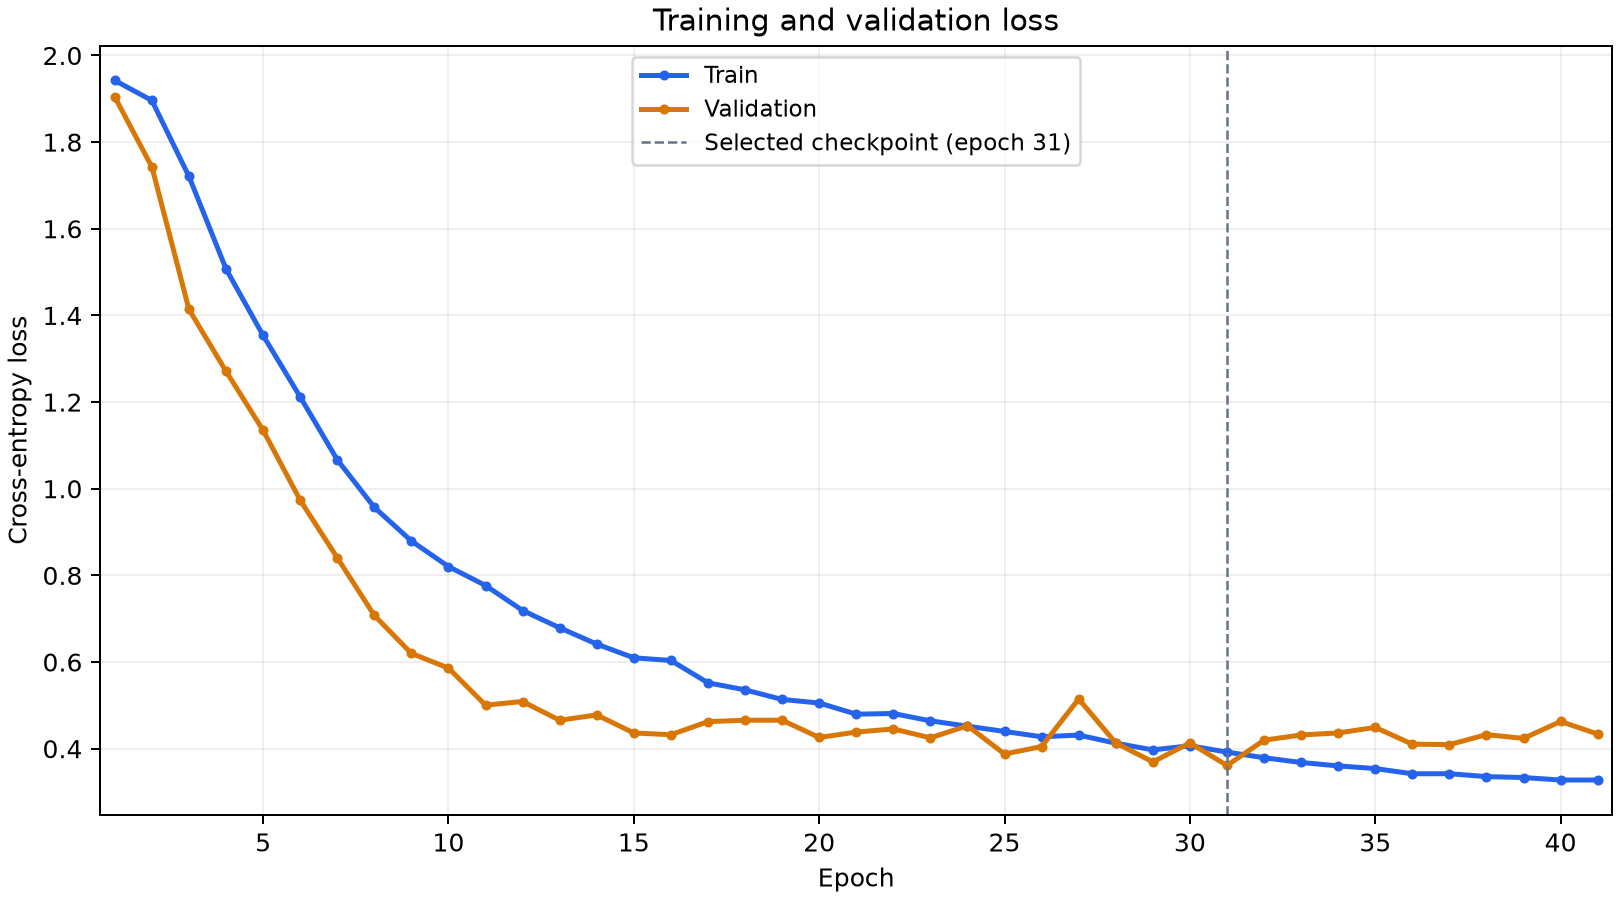 Training and validation loss
Train
Validation
Selected checkpoint (epoch 31)
Cross-entropy loss
2.0
1.8
1.6
1.4
1.2
1.0
0.8
0.6
0.4
5 10 15 20 25 30 35 40
Epoch